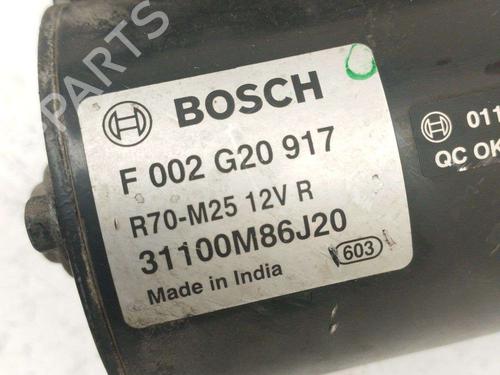 BOSCH
F 002 G20 917
R70-M25 12V R
31100M86J20
603
Made in India
011
QC OK
B-PARTS